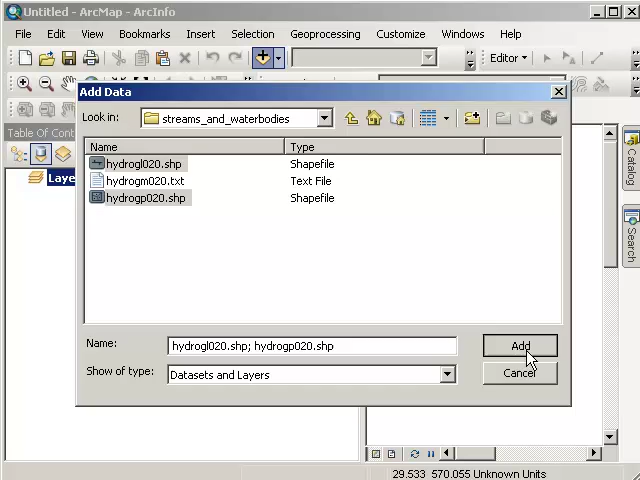 Untitled - ArcMap - ArcInfo
File Edit View Bookmarks Insert Selection Geoprocessing Customize Windows Help
Editor
Add Data
Look in: streams_and_waterbodies
Table Of Cont
Name Type
hydrogl020.shp Shapefile
hydrogm020.txt Text File
hydrogp020.shp Shapefile
Laye
Catalog
Search
Name: hydrogl020.shp; hydrogp020.shp Add
Show of type: Datasets and Layers Cancel
29.533 570.055 Unknown Units